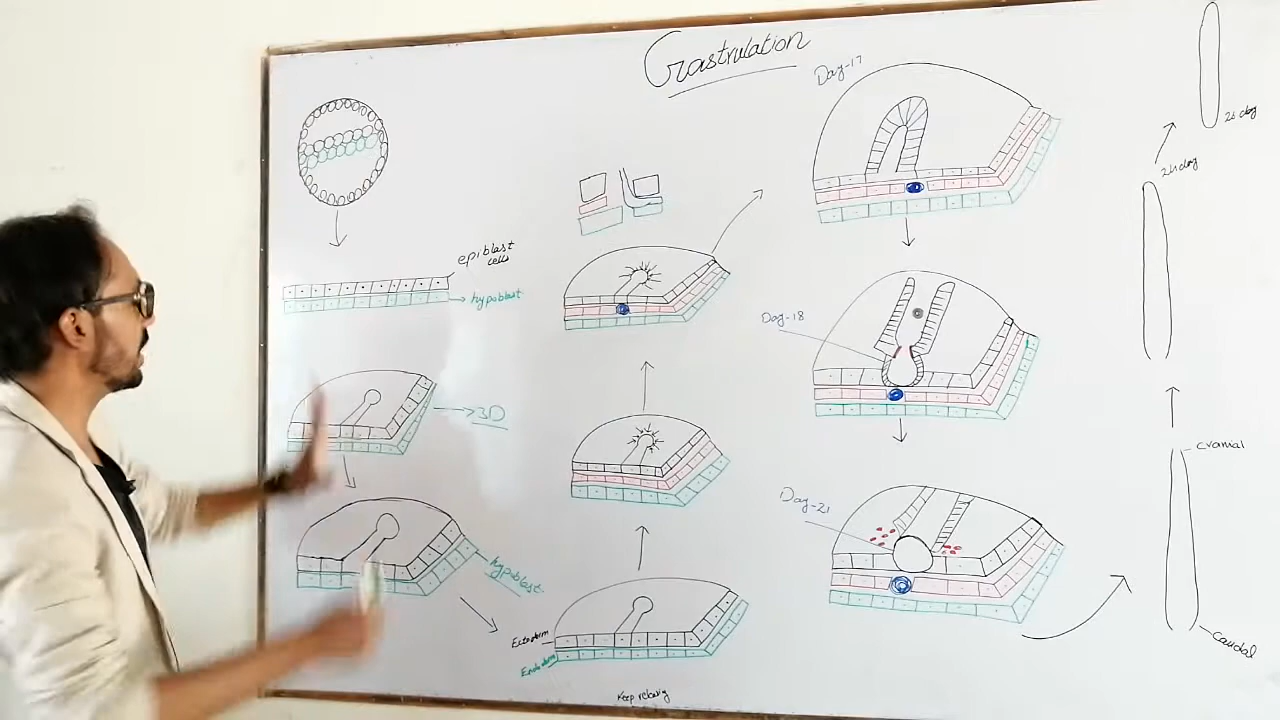 Gastrulation
epiblast
cells
hypoblast
3D
hypoblast
Ectoderm
Endoderm
Day-17
Day-18
Day-21
cranial
caudal
24 day
Keep relaxing